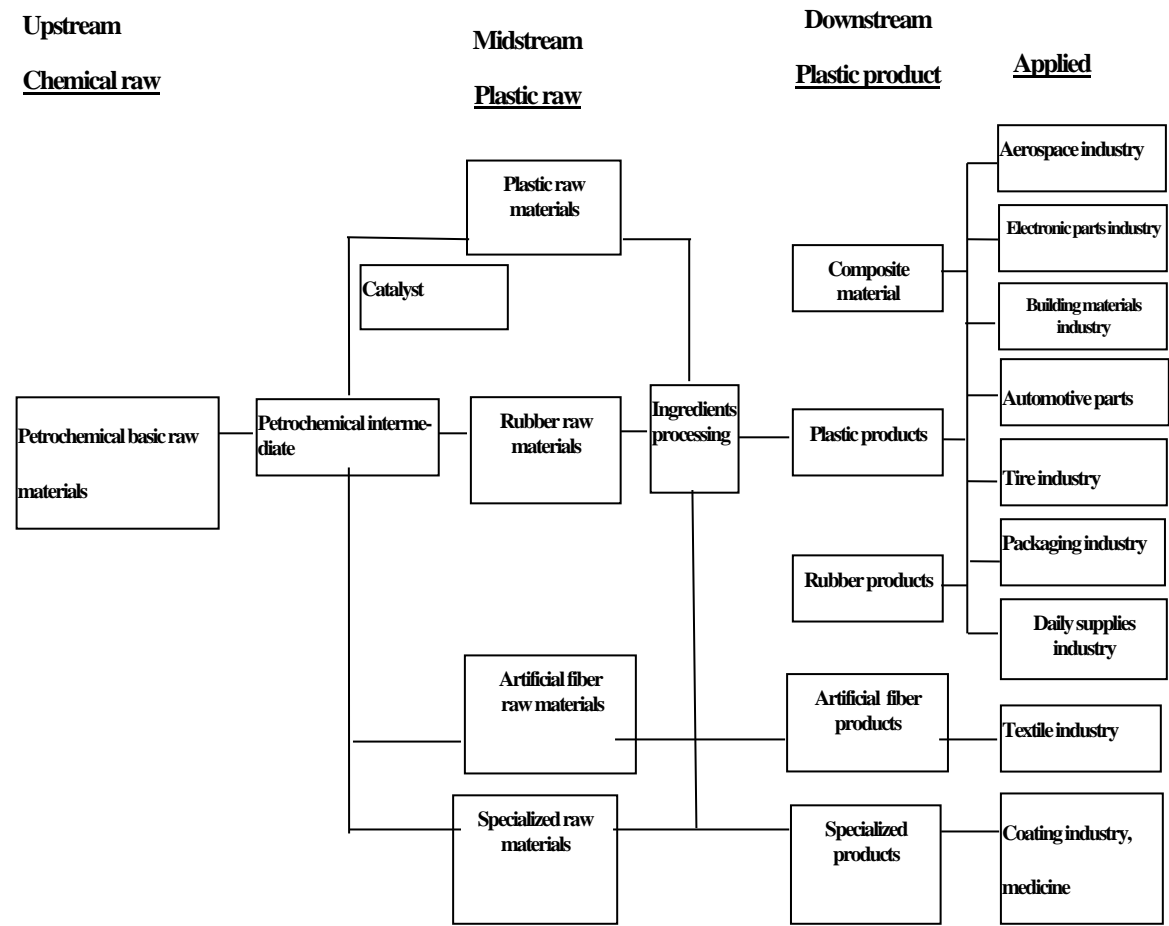 Upstream
Chemical raw
Midstream
Plastic raw
Downstream
Plastic product
Applied
Plastic raw
materials
Catalyst
Petrochemical basic raw
materials
Petrochemical interme-
diate
Rubber raw
materials
Ingredients
processing
Artificial fiber
raw materials
Specialized raw
materials
Composite
material
Plastic products
Rubber products
Artificial fiber
products
Specialized
products
Aerospace industry
Electronic parts industry
Building materials
industry
Automotive parts
Tire industry
Packaging industry
Daily supplies
industry
Textile industry
Coating industry,
medicine